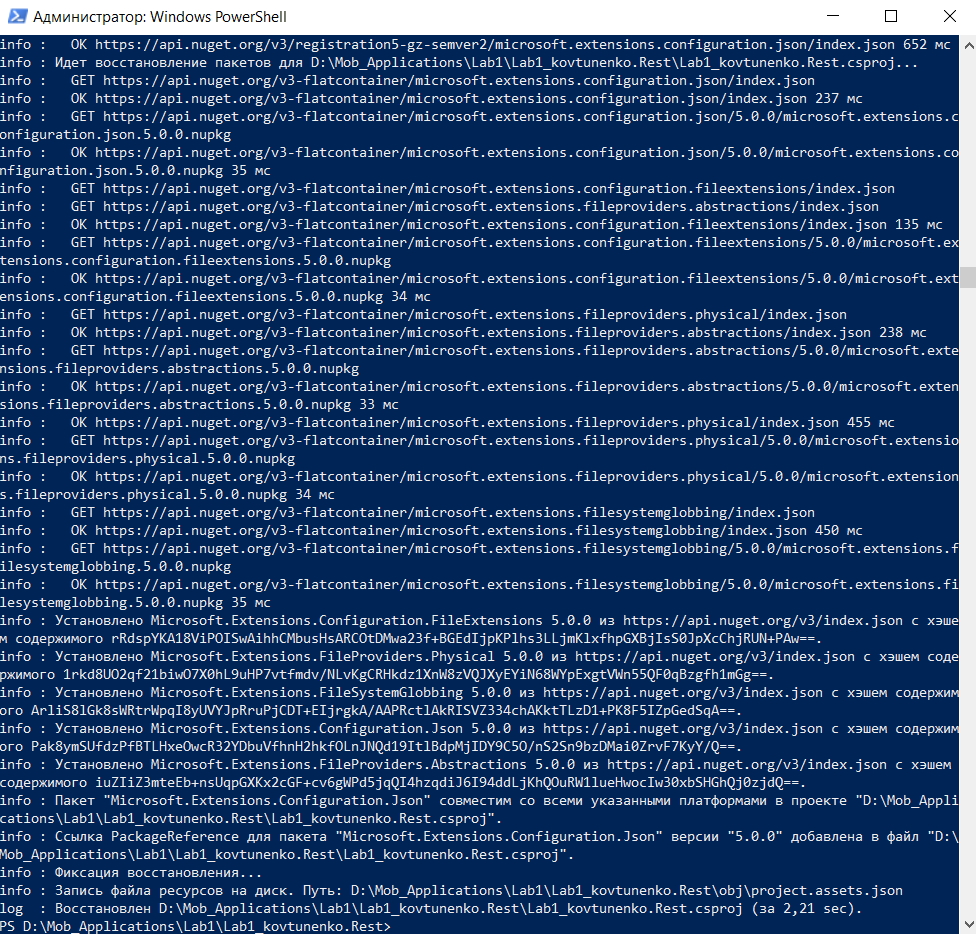 Администратор: Windows PowerShell
info :   OK https://api.nuget.org/v3/registration5-gz-semver2/microsoft.extensions.configuration.json/index.json 652 мс
info : Идет восстановление пакетов для D:\Mob_Applications\Lab1\Lab1_kovtunenko.Rest\Lab1_kovtunenko.Rest.csproj...
info :   GET https://api.nuget.org/v3-flatcontainer/microsoft.extensions.configuration.json/index.json
info :   OK https://api.nuget.org/v3-flatcontainer/microsoft.extensions.configuration.json/index.json 237 мс
info :   GET https://api.nuget.org/v3-flatcontainer/microsoft.extensions.configuration.json/5.0.0/microsoft.extensions.c
onfiguration.json.5.0.0.nupkg
info :   OK https://api.nuget.org/v3-flatcontainer/microsoft.extensions.configuration.json/5.0.0/microsoft.extensions.co
nfiguration.json.5.0.0.nupkg 35 мс
info :   GET https://api.nuget.org/v3-flatcontainer/microsoft.extensions.configuration.fileextensions/index.json
info :   GET https://api.nuget.org/v3-flatcontainer/microsoft.extensions.fileproviders.abstractions/index.json
info :   OK https://api.nuget.org/v3-flatcontainer/microsoft.extensions.configuration.fileextensions/index.json 135 мс
info :   GET https://api.nuget.org/v3-flatcontainer/microsoft.extensions.configuration.fileextensions/5.0.0/microsoft.ex
tensions.configuration.fileextensions.5.0.0.nupkg
info :   OK https://api.nuget.org/v3-flatcontainer/microsoft.extensions.configuration.fileextensions/5.0.0/microsoft.ext
ensions.configuration.fileextensions.5.0.0.nupkg 34 мс
info :   GET https://api.nuget.org/v3-flatcontainer/microsoft.extensions.fileproviders.physical/index.json
info :   OK https://api.nuget.org/v3-flatcontainer/microsoft.extensions.fileproviders.abstractions/index.json 238 мс
info :   GET https://api.nuget.org/v3-flatcontainer/microsoft.extensions.fileproviders.abstractions/5.0.0/microsoft.exte
nsions.fileproviders.abstractions.5.0.0.nupkg
info :   OK https://api.nuget.org/v3-flatcontainer/microsoft.extensions.fileproviders.abstractions/5.0.0/microsoft.exten
sions.fileproviders.abstractions.5.0.0.nupkg 33 мс
info :   OK https://api.nuget.org/v3-flatcontainer/microsoft.extensions.fileproviders.physical/index.json 455 мс
info :   GET https://api.nuget.org/v3-flatcontainer/microsoft.extensions.fileproviders.physical/5.0.0/microsoft.extensio
ns.fileproviders.physical.5.0.0.nupkg
info :   OK https://api.nuget.org/v3-flatcontainer/microsoft.extensions.fileproviders.physical/5.0.0/microsoft.extension
s.fileproviders.physical.5.0.0.nupkg 34 мс
info :   GET https://api.nuget.org/v3-flatcontainer/microsoft.extensions.filesystemglobbing/index.json
info :   OK https://api.nuget.org/v3-flatcontainer/microsoft.extensions.filesystemglobbing/index.json 450 мс
info :   GET https://api.nuget.org/v3-flatcontainer/microsoft.extensions.filesystemglobbing/5.0.0/microsoft.extensions.f
ilesystemglobbing.5.0.0.nupkg
info :   OK https://api.nuget.org/v3-flatcontainer/microsoft.extensions.filesystemglobbing/5.0.0/microsoft.extensions.fi
lesystemglobbing.5.0.0.nupkg 35 мс
info : Установлено Microsoft.Extensions.Configuration.FileExtensions 5.0.0 из https://api.nuget.org/v3/index.json с хэше
м содержимого rRdspYKA18ViPOISwAihhCMbusHsARCOtDMwa23f+BGEdIjpKPlhs3LLjmKlxfhpGXBjIsS0JpXcChjRUN+PAw==.
info : Установлено Microsoft.Extensions.FileProviders.Physical 5.0.0 из https://api.nuget.org/v3/index.json с хэшем соде
ржимого 1rkd8UO2qf21biwO7X0hL9uHP7vtfmdv/NLvKgCRHkdz1XnW8zVQJXyEYiN68WYpExgtVWn55QF0qBzgfh1mGg==.
info : Установлено Microsoft.Extensions.FileSystemGlobbing 5.0.0 из https://api.nuget.org/v3/index.json с хэшем содержим
ого ArliS8lGk8sWRtrWpqI8yUVYJpRruPjCDT+EIjrgkA/AAPRctlAkRISVZ334chAKktTLzD1+PK8F5IZpGedSqA==.
info : Установлено Microsoft.Extensions.Configuration.Json 5.0.0 из https://api.nuget.org/v3/index.json с хэшем содержим
ого Pak8ymSUfdzPfBTLHxeOwcR32YDbuVfhnH2hkfOLnJNQd19ItlBdpMjIDY9C5O/nS2Sn9bzDMai0ZrvF7KyY/Q==.
info : Установлено Microsoft.Extensions.FileProviders.Abstractions 5.0.0 из https://api.nuget.org/v3/index.json с хэшем
содержимого iuZIiZ3mteEb+nsUqpGXKx2cGF+cv6gWPd5jqQI4hzqdiJ6I94ddLjKhQOuRW1lueHwocIw30xbSHGhQj0zjdQ==.
info : Пакет "Microsoft.Extensions.Configuration.Json" совместим со всеми указанными платформами в проекте "D:\Mob_Appli
cations\Lab1\Lab1_kovtunenko.Rest\Lab1_kovtunenko.Rest.csproj".
info : Ссылка PackageReference для пакета "Microsoft.Extensions.Configuration.Json" версии "5.0.0" добавлена в файл "D:\
Mob_Applications\Lab1\Lab1_kovtunenko.Rest\Lab1_kovtunenko.Rest.csproj".
info : Фиксация восстановления...
info : Запись файла ресурсов на диск. Путь: D:\Mob_Applications\Lab1\Lab1_kovtunenko.Rest\obj\project.assets.json
log  : Восстановлен D:\Mob_Applications\Lab1\Lab1_kovtunenko.Rest\Lab1_kovtunenko.Rest.csproj (за 2,21 sec).
PS D:\Mob_Applications\Lab1\Lab1_kovtunenko.Rest>